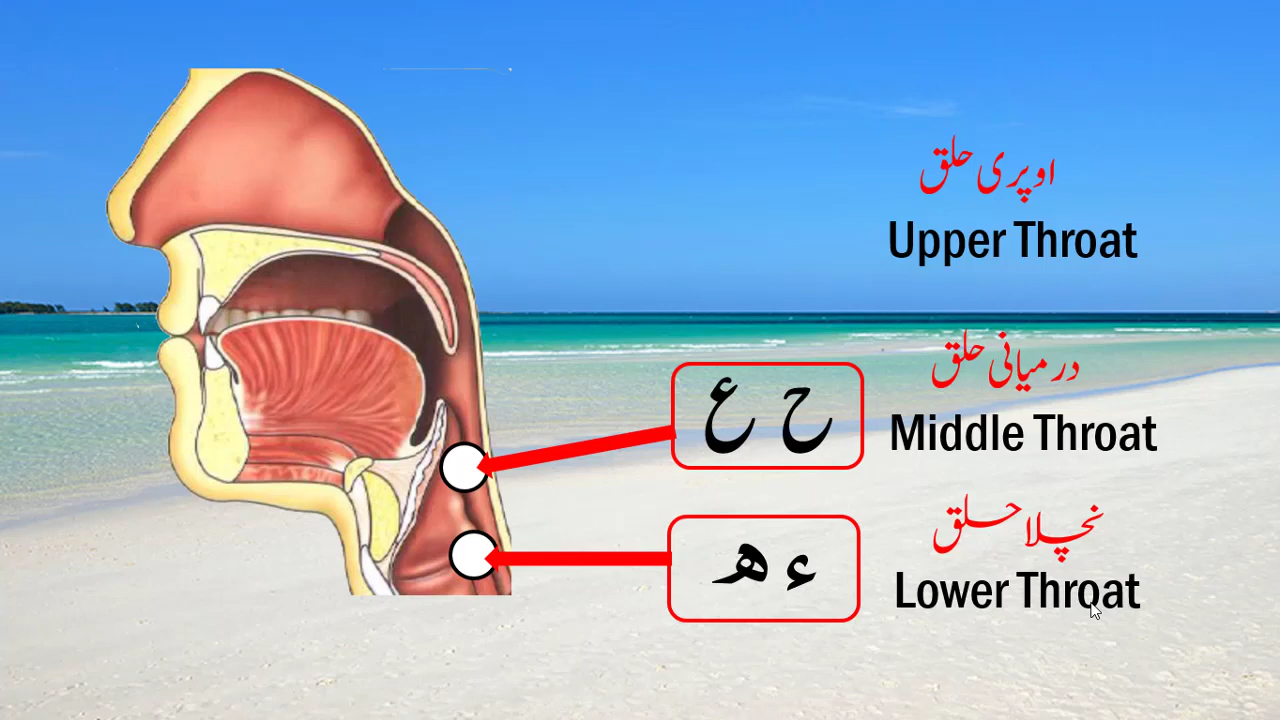 اوپری حلق
Upper Throat
ح ع
درمیانی حلق
Middle Throat
ء ھ
نچلا حلق
Lower Throat